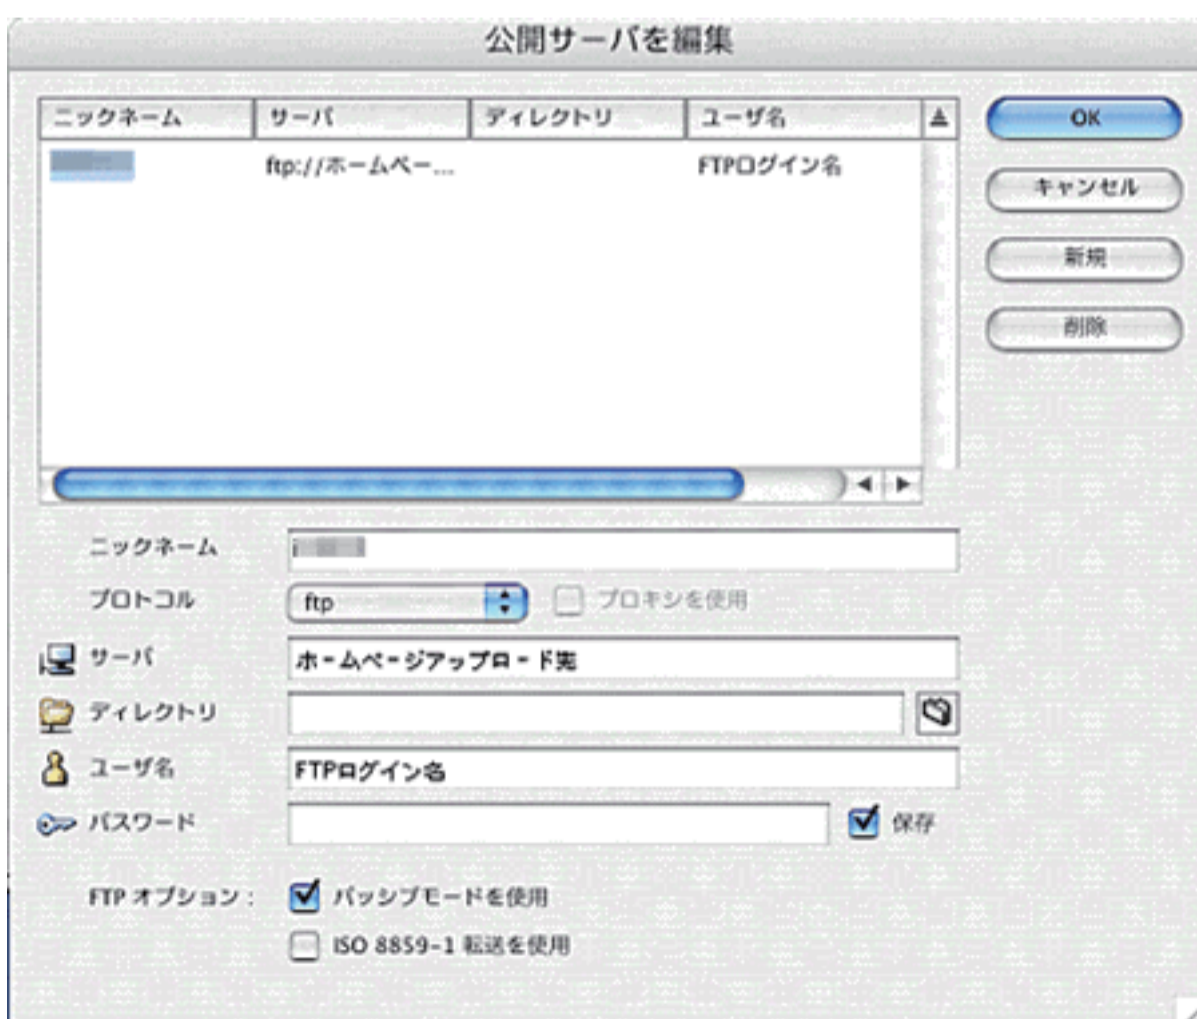 公開サーバを編集
ニックネーム サーバ ディレクトリ ユーザ名
ftp://ホームペー... FTPログイン名
OK
キャンセル
新規
削除
ニックネーム
プロトコル ftp プロキシを使用
サーバ ホームページアップロード先
ディレクトリ
ユーザ名 FTPログイン名
パスワード 保存
FTP オプション : パッシブモードを使用
ISO 8859-1 転送を使用